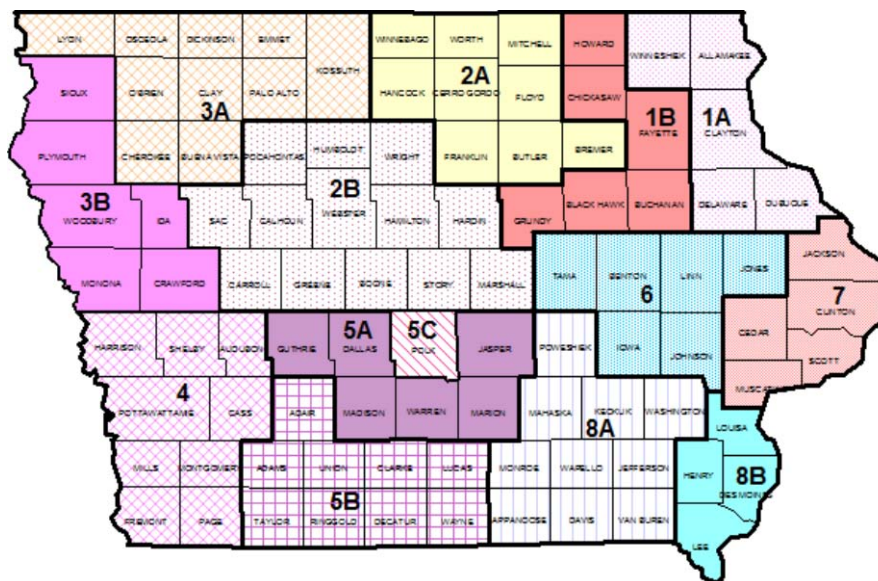 LYON OSCEOLA DICKINSON EMMET WINNEBAGO WORTH MITCHELL HOWARD WINNESHIEK ALLAMAKEE
KOSSUTH
SIOUX O'BRIEN CLAY PALO ALTO HANCOCK CERRO GORDO FLOYD CHICKASAW
3A 2A 1B 1A
PLYMOUTH CHEROKEE BUENA VISTA POCAHONTAS HUMBOLDT WRIGHT FRANKLIN BUTLER BREMER FAYETTE CLAYTON
3B 2B
WOODBURY IDA SAC CALHOUN WEBSTER HAMILTON HARDIN GRUNDY BLACK HAWK BUCHANAN DELAWARE DUBUQUE
MONONA CRAWFORD CARROLL GREENE BOONE STORY MARSHALL TAMA BENTON LINN JONES JACKSON
6 7
CLINTON
HARRISON SHELBY AUDUBON GUTHRIE DALLAS POLK JASPER POWESHIEK IOWA JOHNSON CEDAR SCOTT
5A 5C
MUSCATINE
4
POTTAWATTAMIE CASS ADAIR MADISON WARREN MARION MAHASKA KEOKUK WASHINGTON LOUISA
8A
MILLS MONTGOMERY ADAMS UNION CLARKE LUCAS MONROE WAPELLO JEFFERSON HENRY DES MOINES
5B 8B
FREMONT PAGE TAYLOR RINGGOLD DECATUR WAYNE APPANOOSE DAVIS VAN BUREN LEE